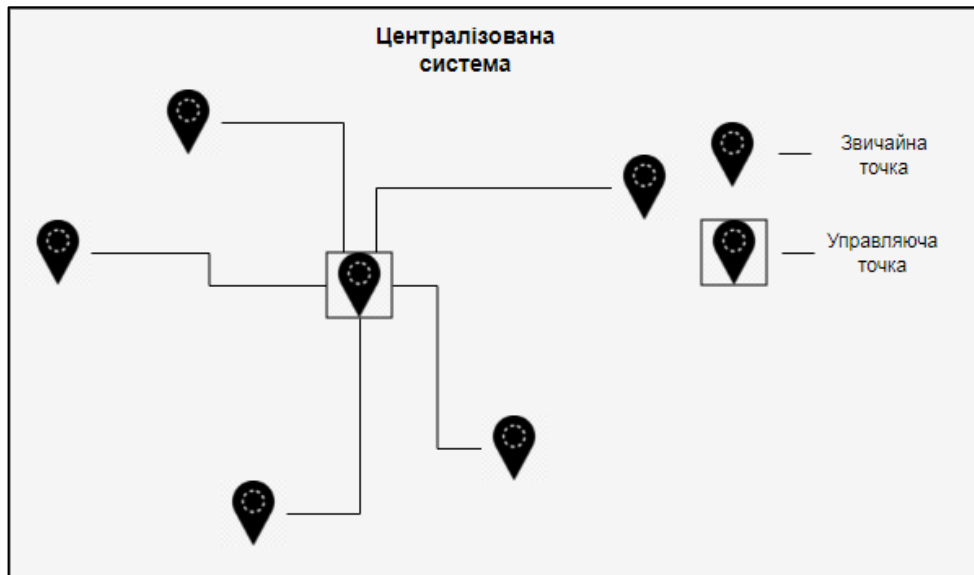 Централізована
система
Звичайна
точка
Управляюча
точка